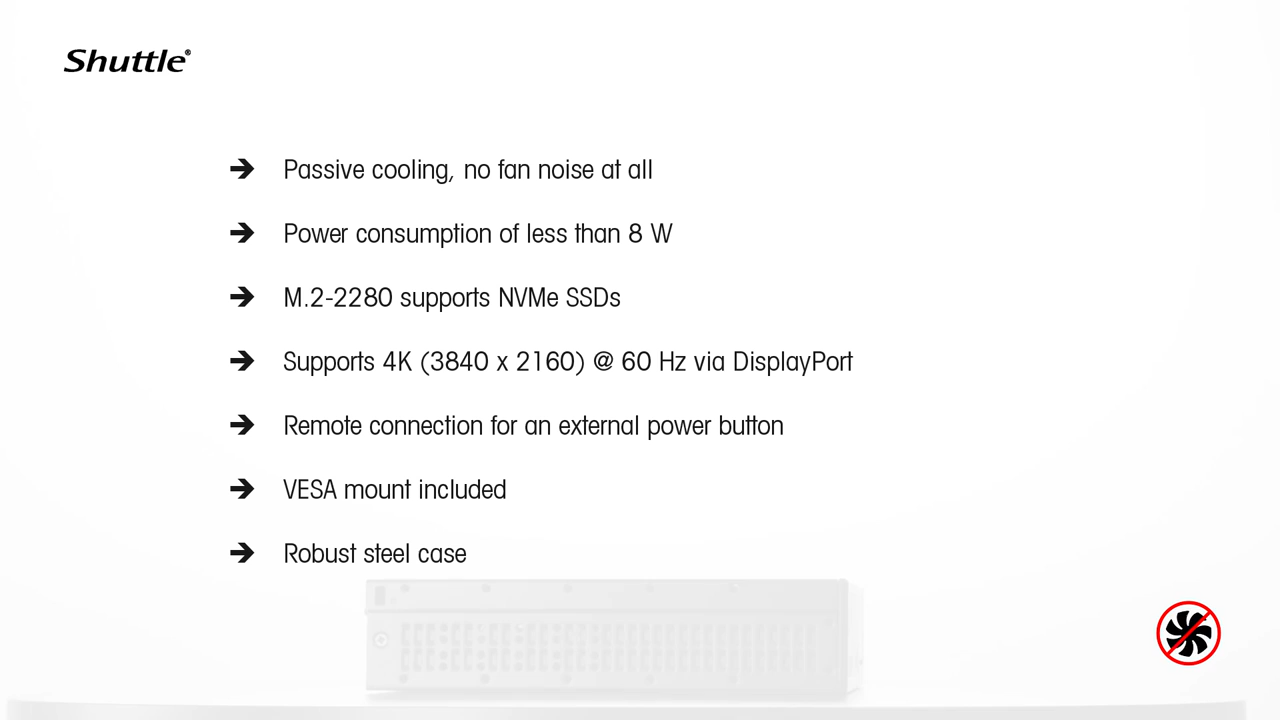 Shuttle®
➔ Passive cooling, no fan noise at all
➔ Power consumption of less than 8 W
➔ M.2-2280 supports NVMe SSDs
➔ Supports 4K (3840 x 2160) @ 60 Hz via DisplayPort
➔ Remote connection for an external power button
➔ VESA mount included
➔ Robust steel case